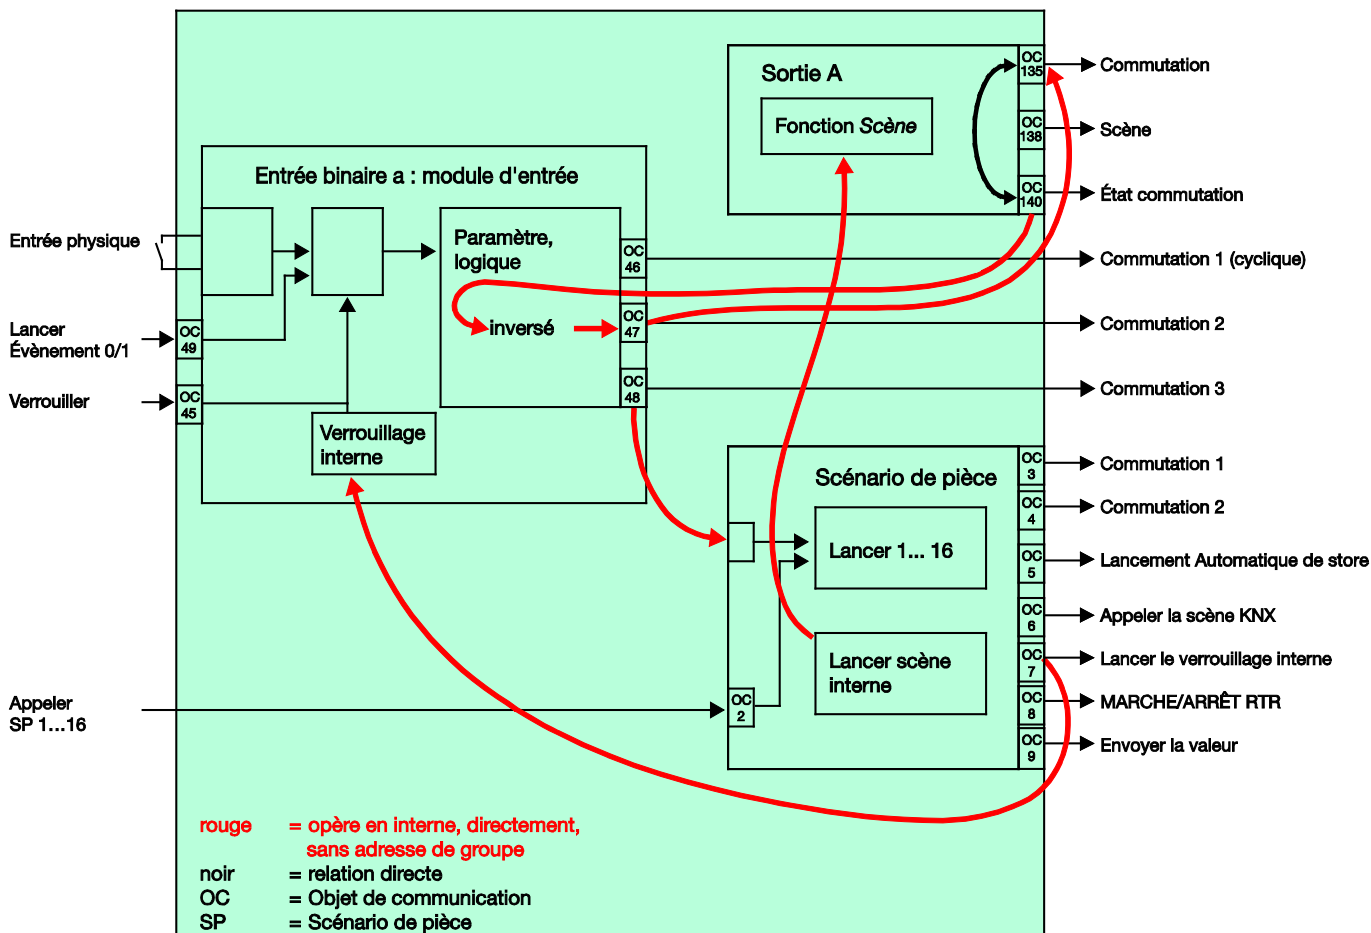 Sortie A
Fonction Scène
OC
135
Commutation
OC
138
Scène
OC
140
État commutation
Entrée binaire a : module d'entrée
Entrée physique
Paramètre,
logique
inversé
OC
46
Commutation 1 (cyclique)
OC
47
Commutation 2
OC
48
Commutation 3
Lancer
Évènement 0/1
OC
49
Verrouiller
OC
45
Verrouillage
interne
Scénario de pièce
Lancer 1... 16
Lancer scène
interne
OC
3
Commutation 1
OC
4
Commutation 2
OC
5
Lancement Automatique de store
OC
6
Appeler la scène KNX
OC
7
Lancer le verrouillage interne
OC
8
MARCHE/ARRÊT RTR
OC
9
Envoyer la valeur
Appeler
SP 1...16
OC
2
rouge = opère en interne, directement,
sans adresse de groupe
noir = relation directe
OC = Objet de communication
SP = Scénario de pièce